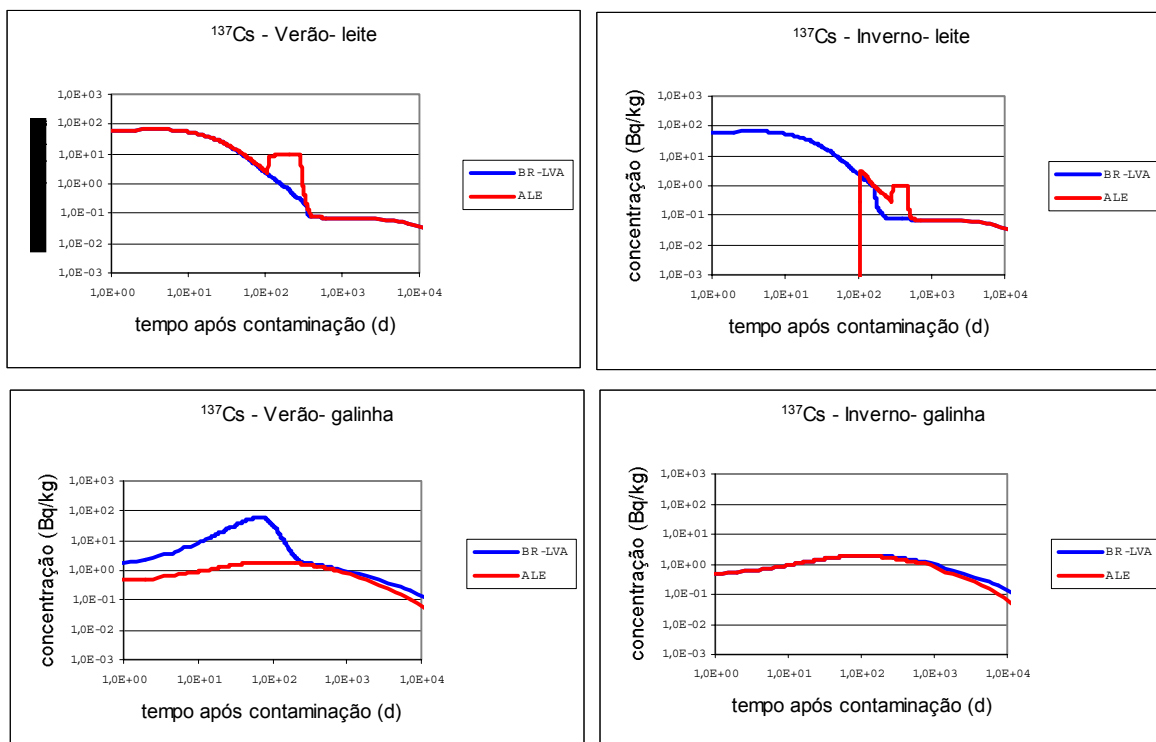 ¹³⁷Cs - Verão- leite
1,0E+03
1,0E+02
1,0E+01
1,0E+00
1,0E-01
1,0E-02
1,0E-03
1,0E+00 1,0E+01 1,0E+02 1,0E+03 1,0E+04
tempo após contaminação (d)
BR-LVA
ALE
¹³⁷Cs - Inverno- leite
concentração (Bq/kg)
1,0E+03
1,0E+02
1,0E+01
1,0E+00
1,0E-01
1,0E-02
1,0E-03
1,0E+00 1,0E+01 1,0E+02 1,0E+03 1,0E+04
tempo após contaminação (d)
BR-LVA
ALE
¹³⁷Cs - Verão- galinha
concentração (Bq/kg)
1,0E+03
1,0E+02
1,0E+01
1,0E+00
1,0E-01
1,0E-02
1,0E-03
1,0E+00 1,0E+01 1,0E+02 1,0E+03 1,0E+04
tempo após contaminação (d)
BR-LVA
ALE
¹³⁷Cs - Inverno- galinha
concentração (Bq/kg)
1,0E+03
1,0E+02
1,0E+01
1,0E+00
1,0E-01
1,0E-02
1,0E-03
1,0E+00 1,0E+01 1,0E+02 1,0E+03 1,0E+04
tempo após contaminação (d)
BR-LVA
ALE